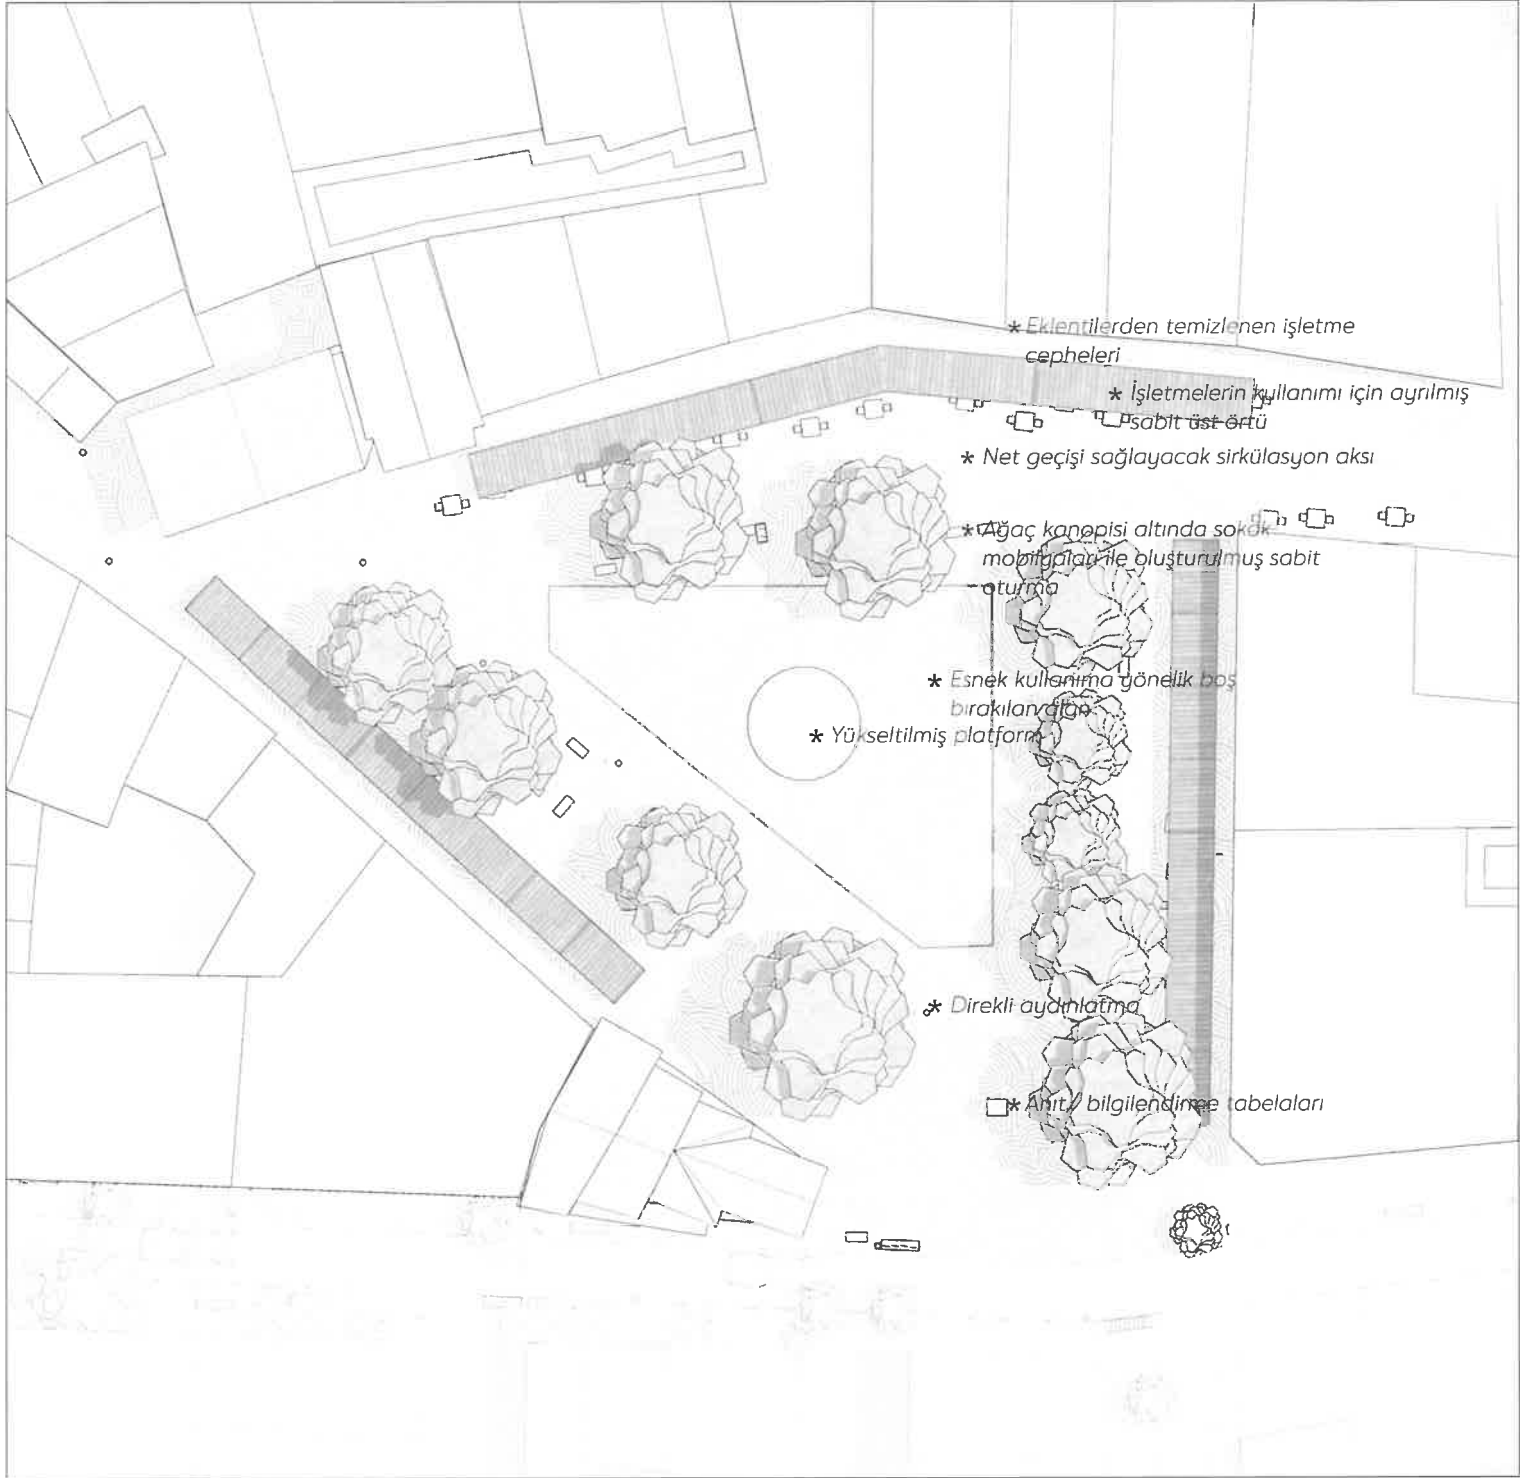 * Eklentilerden temizlenen işletme
cepheleri
* İşletmelerin kullanımı için ayrılmış
sabit üst örtü
* Net geçişi sağlayacak sirkülasyon aksı
* Ağaç kanopisi altında sokak
mobilyaları ile oluşturulmuş sabit
oturma
* Esnek kullanıma yönelik boş
bırakılan alan
* Yükseltilmiş platform
* Direkli aydınlatma
* Anıt / bilgilendirme tabelaları